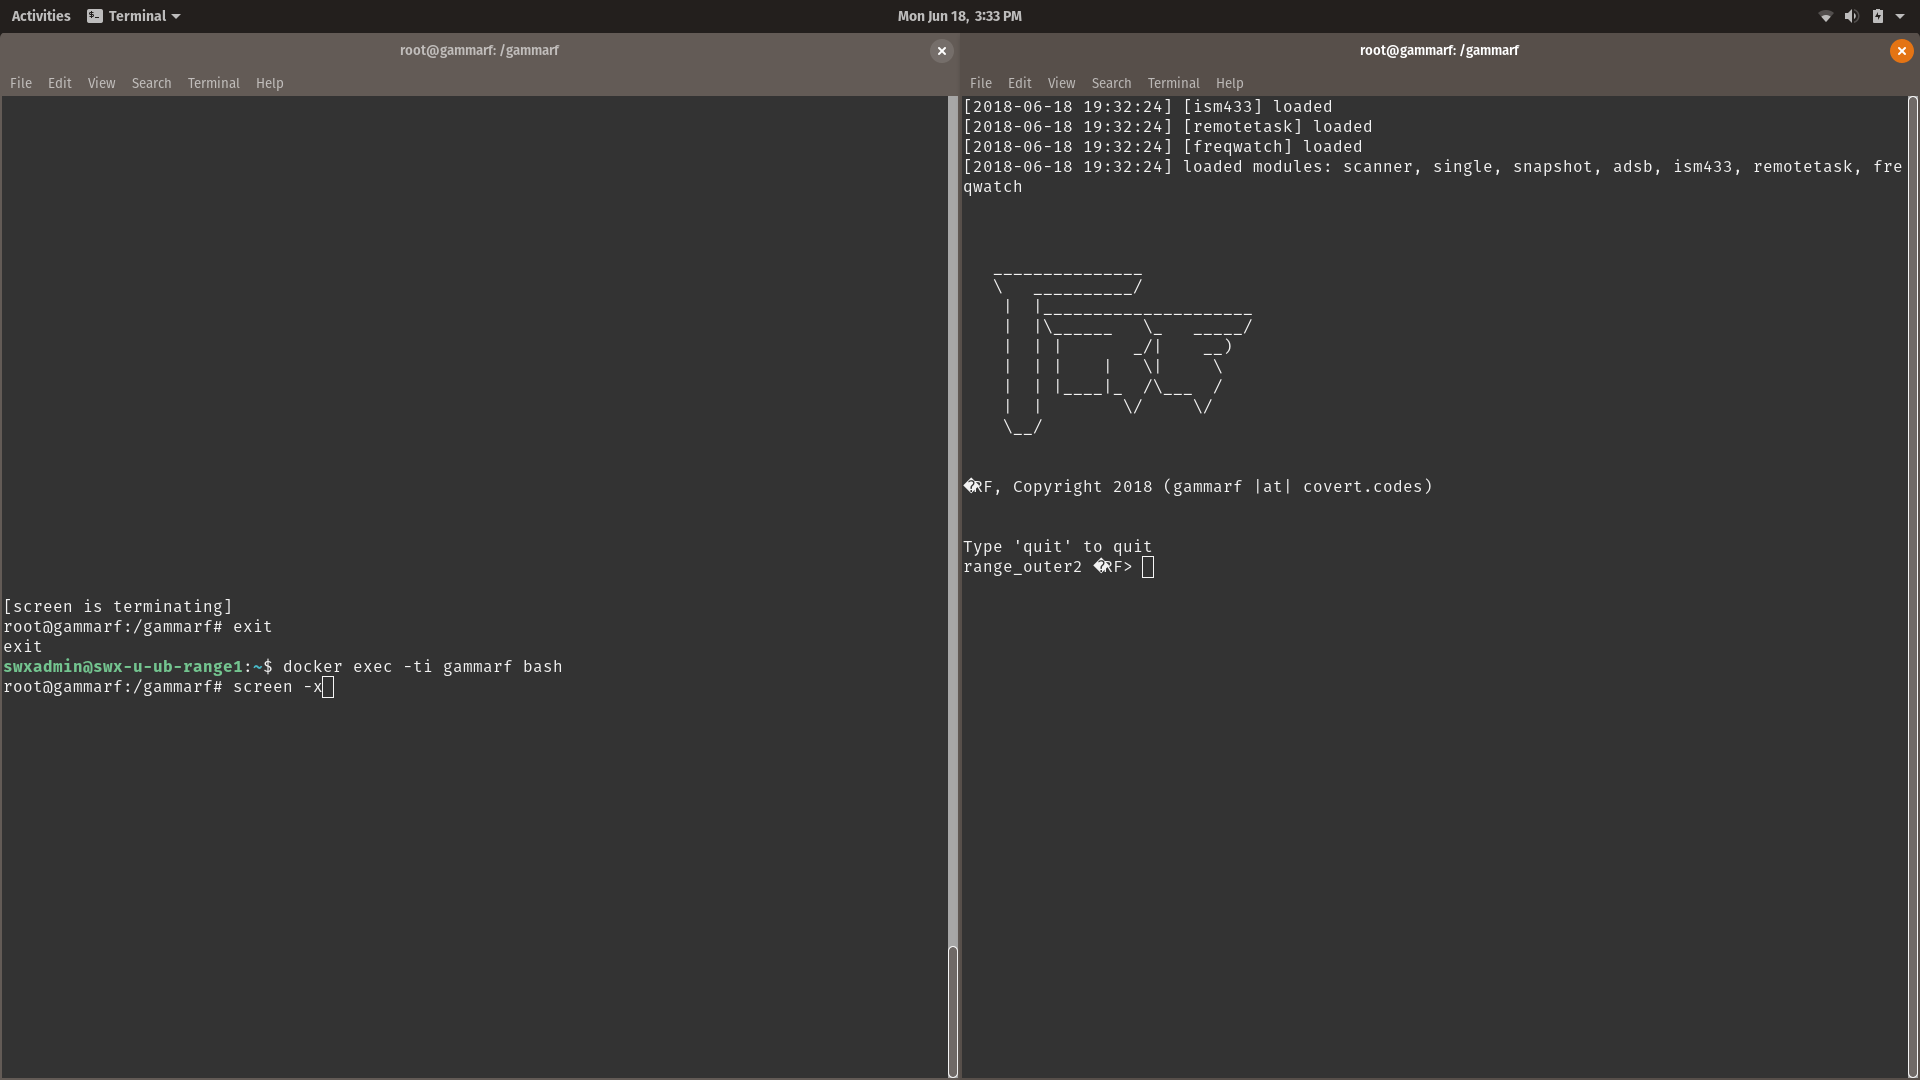 Activities
Terminal
Mon Jun 18, 3:33 PM
root@gammarf: /gammarf
File Edit View Search Terminal Help
[screen is terminating]
root@gammarf:/gammarf# exit
exit
swxadmin@swx-u-ub-range1:~$ docker exec -ti gammarf bash
root@gammarf:/gammarf# screen -x
root@gammarf: /gammarf
File Edit View Search Terminal Help
[2018-06-18 19:32:24] [ism433] loaded
[2018-06-18 19:32:24] [remotetask] loaded
[2018-06-18 19:32:24] [freqwatch] loaded
[2018-06-18 19:32:24] loaded modules: scanner, single, snapshot, adsb, ism433, remotetask, fre
qwatch
�RF, Copyright 2018 (gammarf |at| covert.codes)
Type 'quit' to quit
range_outer2 �RF>